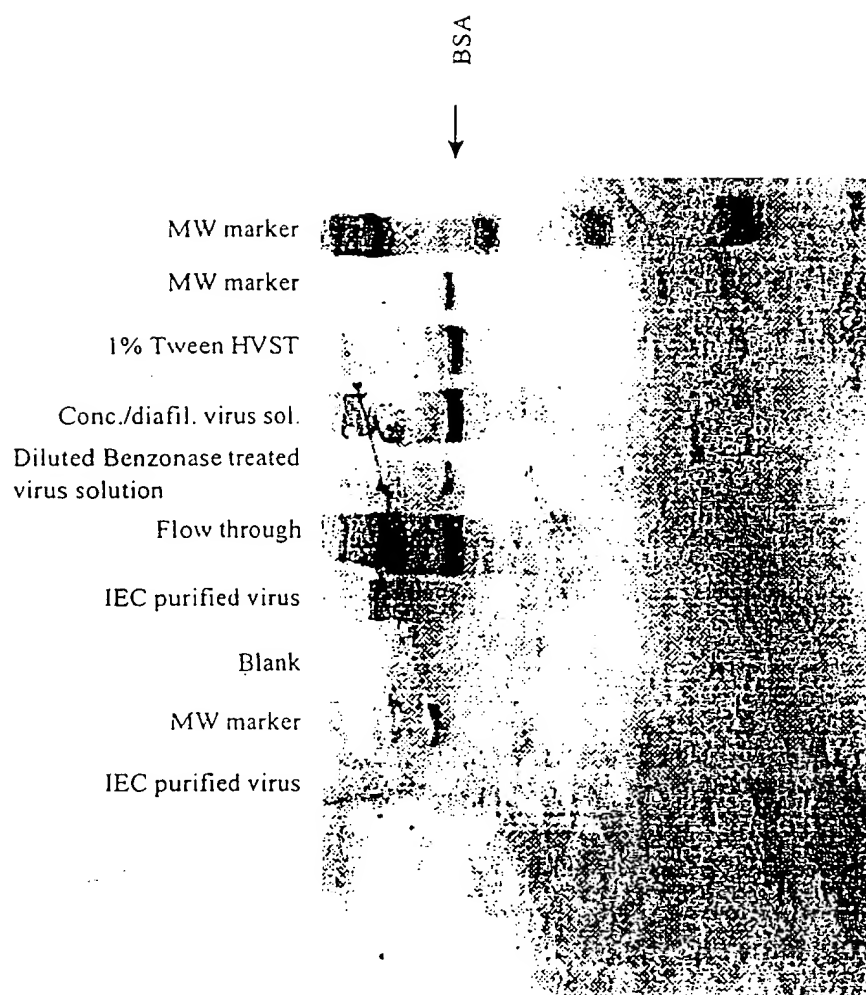 BSA
MW marker
MW marker
1% Tween HVST
Conc./diafil. virus sol.
Diluted Benzonase treated
virus solution
Flow through
IEC purified virus
Blank
MW marker
IEC purified virus